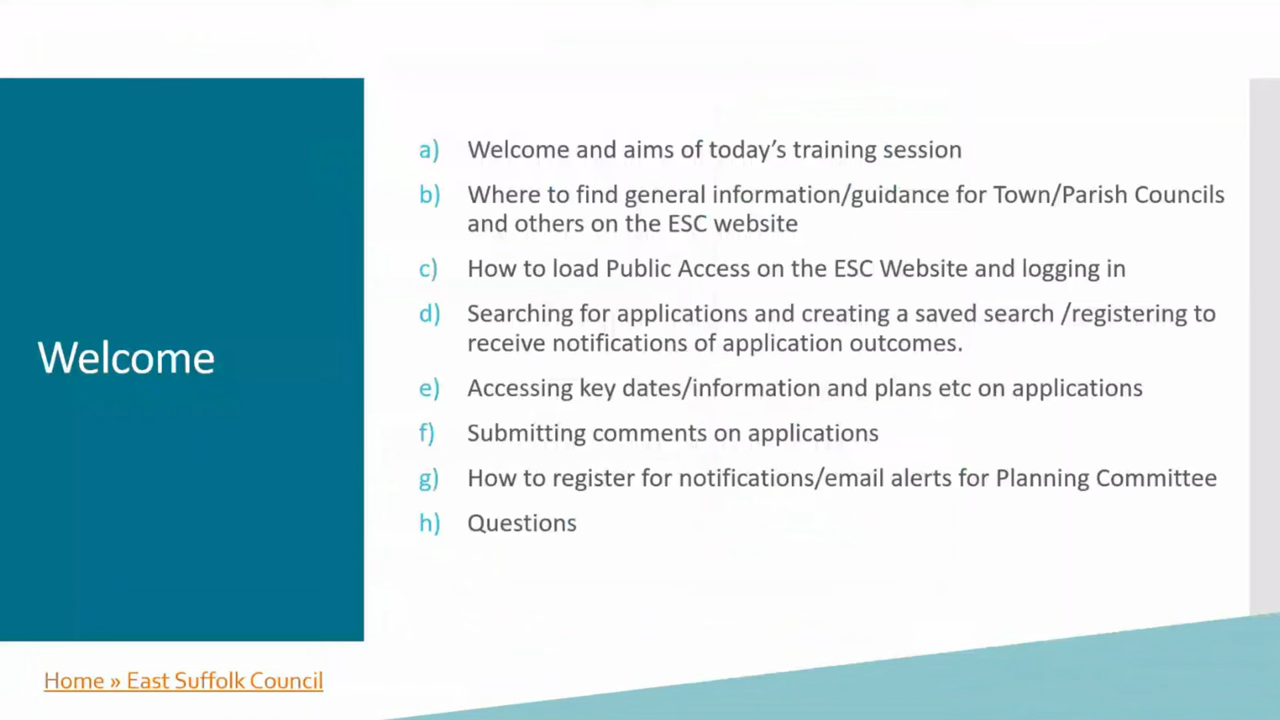 Welcome
a) Welcome and aims of today's training session
b) Where to find general information/guidance for Town/Parish Councils
and others on the ESC website
c) How to load Public Access on the ESC Website and logging in
d) Searching for applications and creating a saved search /registering to
receive notifications of application outcomes.
e) Accessing key dates/information and plans etc on applications
f) Submitting comments on applications
g) How to register for notifications/email alerts for Planning Committee
h) Questions
Home » East Suffolk Council